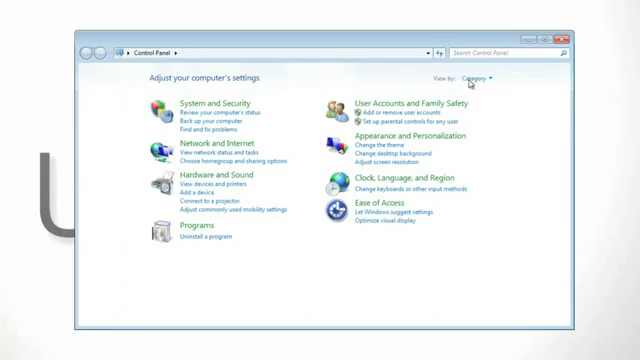 Control Panel
Search Control Panel
Adjust your computer's settings
View by: Category
System and Security
Review your computer's status
Back up your computer
Find and fix problems
Network and Internet
View network status and tasks
Choose homegroup and sharing options
Hardware and Sound
View devices and printers
Add a device
Connect to a projector
Adjust commonly used mobility settings
Programs
Uninstall a program
User Accounts and Family Safety
Add or remove user accounts
Set up parental controls for any user
Appearance and Personalization
Change the theme
Change desktop background
Adjust screen resolution
Clock, Language, and Region
Change keyboards or other input methods
Ease of Access
Let Windows suggest settings
Optimize visual display